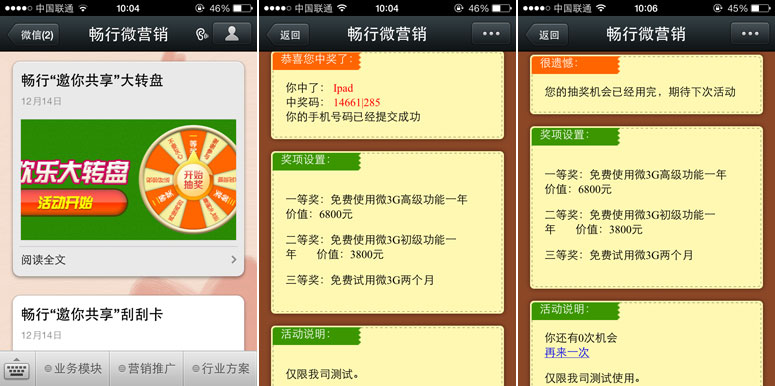 中国联通 10:04 46%
微信(2) 畅行微营销
畅行“邀你共享”大转盘
12月14日
欢乐大转盘
活动开始
开始
抽奖
阅读全文
畅行“邀你共享”刮刮卡
12月14日
业务模块 营销推广 行业方案
中国联通 10:04 46%
返回 畅行微营销
恭喜您中奖了：
你中了： Ipad
中奖码： 14661|285
你的手机号码已经提交成功
奖项设置：
一等奖：免费使用微3G高级功能一年
价值：6800元
二等奖：免费使用微3G初级功能一
年 价值：3800元
三等奖：免费试用微3G两个月
活动说明：
仅限我司测试。
中国联通 10:06 45%
返回 畅行微营销
很遗憾：
您的抽奖机会已经用完，期待下次活动
奖项设置：
一等奖：免费使用微3G高级功能一年
价值：6800元
二等奖：免费使用微3G初级功能一
年 价值：3800元
三等奖：免费试用微3G两个月
活动说明：
你还有0次机会
再来一次
仅限我司测试使用。